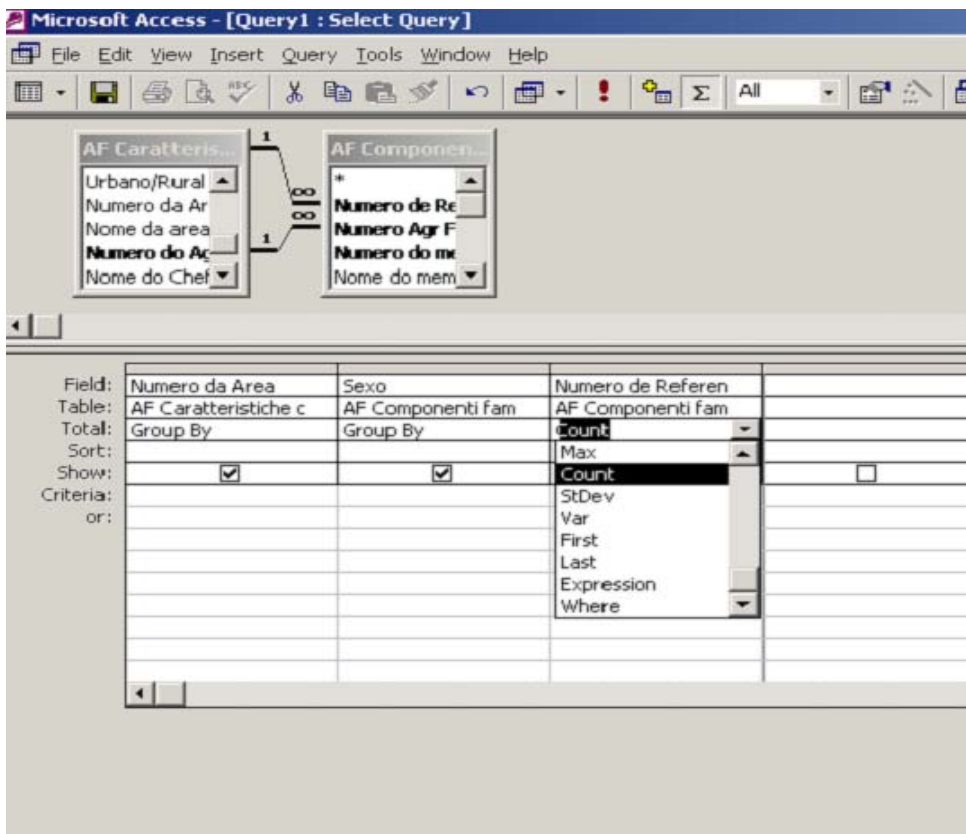 Microsoft Access - [Query1 : Select Query]
File Edit View Insert Query Tools Window Help
ABC All
AF Caratteris...
Urbano/Rural
Numero da Ar
Nome da area
Numero do Ag
Nome do Chef
1
1
∞
∞
AF Componen...
*
Numero de Re
Numero Agr F
Numero do me
Nome do mem
Field: Numero da Area Sexo Numero de Referen
Table: AF Caratteristiche c AF Componenti fam AF Componenti fam
Total: Group By Group By Count
Sort: Max
Show: Count
Criteria: StDev
or: Var
First
Last
Expression
Where